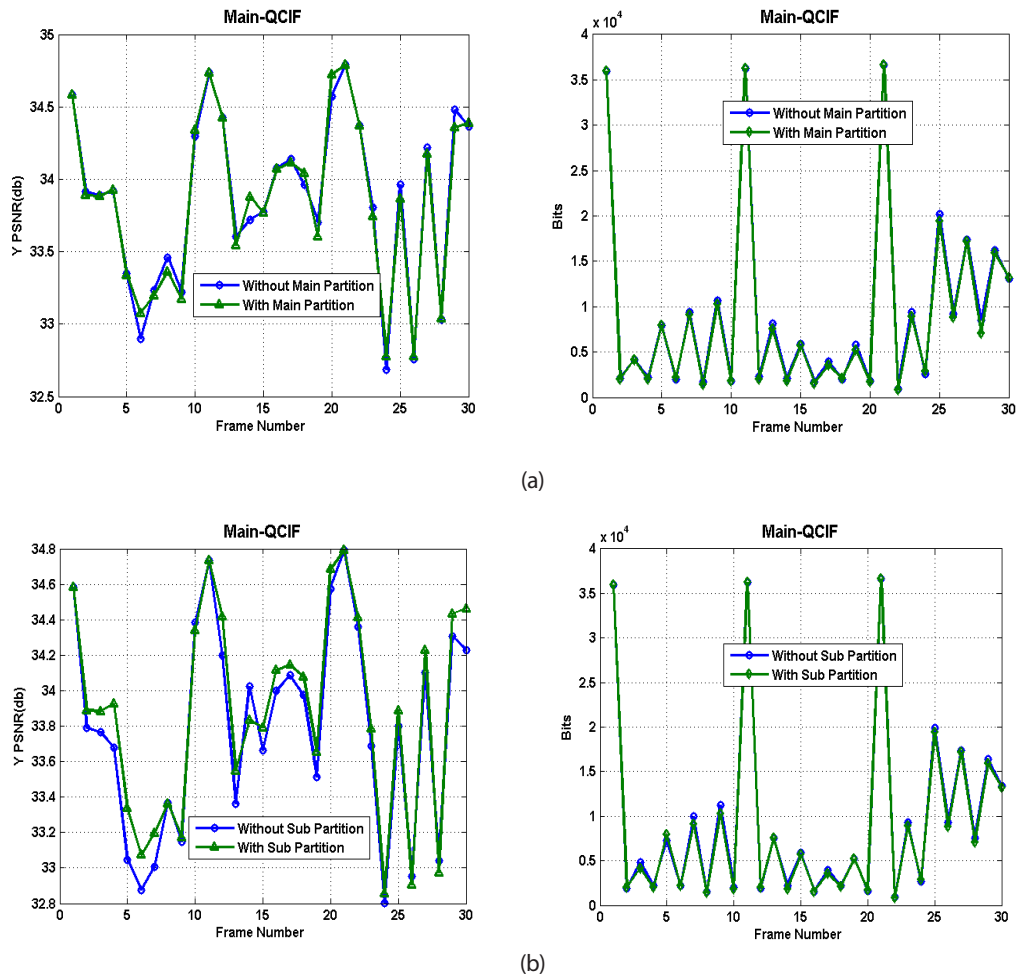 Main-QCIF
35
34.5
34
33.5
33
32.5
Y PSNR(db)
Without Main Partition
With Main Partition
0 5 10 15 20 25 30
Frame Number
Main-QCIF
x 10^4
4
3.5
3
2.5
2
1.5
1
0.5
0
Bits
Without Main Partition
With Main Partition
0 5 10 15 20 25 30
Frame Number
(a)
Main-QCIF
34.8
34.6
34.4
34.2
34
33.8
33.6
33.4
33.2
33
32.8
Y PSNR(db)
Without Sub Partition
With Sub Partition
0 5 10 15 20 25 30
Frame Number
Main-QCIF
x 10^4
4
3.5
3
2.5
2
1.5
1
0.5
0
Bits
Without Sub Partition
With Sub Partition
0 5 10 15 20 25 30
Frame Number
(b)